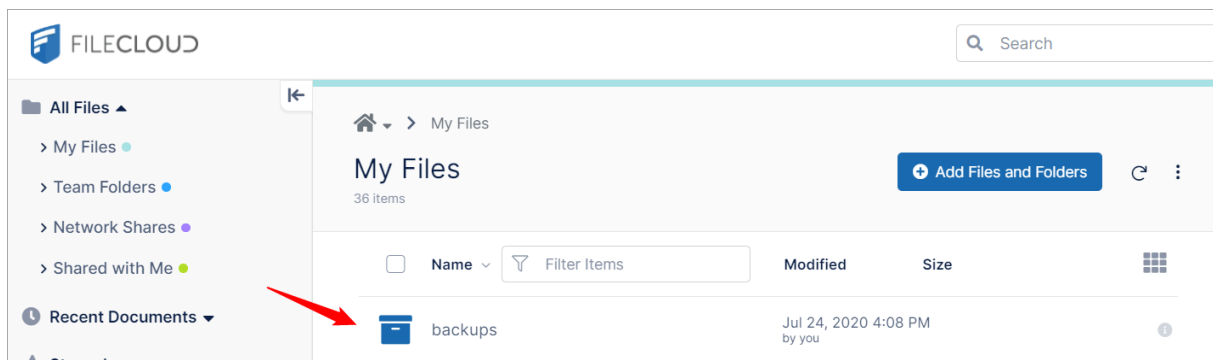 FILECLOUD
Search
All Files
My Files
Team Folders
Network Shares
Shared with Me
Recent Documents
My Files
My Files
36 items
Add Files and Folders
Name
Filter Items
Modified
Size
backups
Jul 24, 2020 4:08 PM
by you